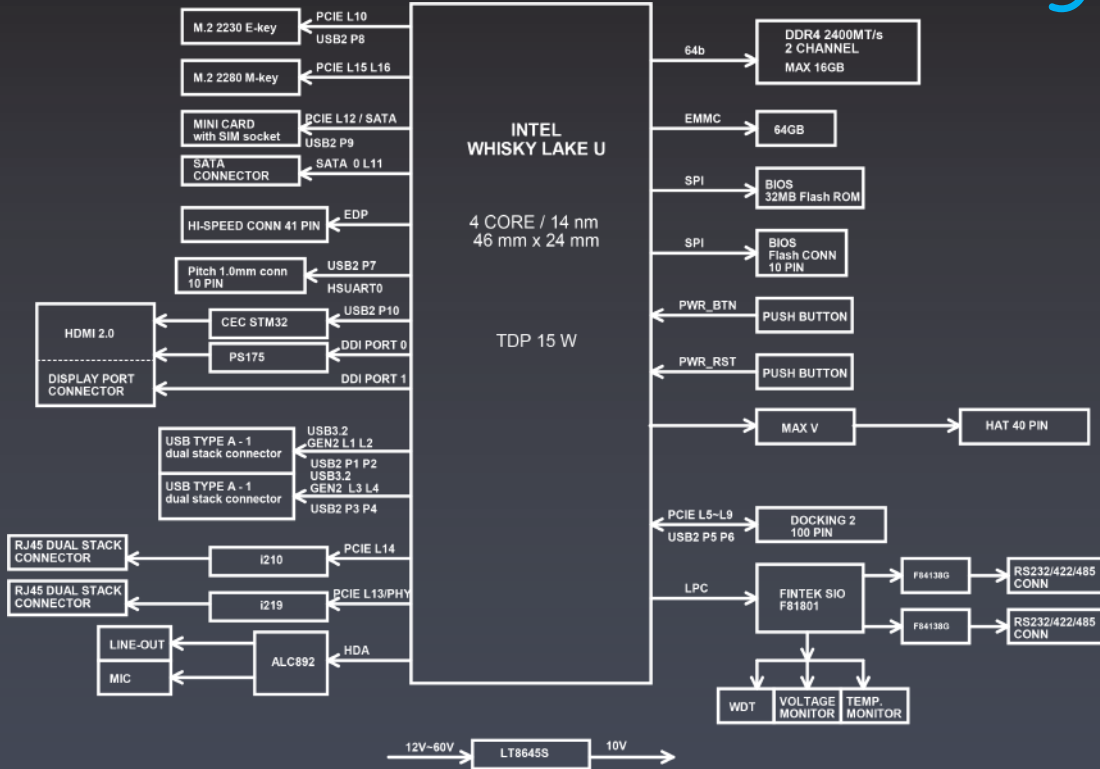 M.2 2230 E-key
PCIE L10
USB2 P8
M.2 2280 M-key
PCIE L15 L16
MINI CARD
with SIM socket
PCIE L12 / SATA
USB2 P9
SATA
CONNECTOR
SATA 0 L11
HI-SPEED CONN 41 PIN
EDP
Pitch 1.0mm conn
10 PIN
USB2 P7
HSUART0
HDMI 2.0
CEC STM32
USB2 P10
PS175
DDI PORT 0
DISPLAY PORT
CONNECTOR
DDI PORT 1
USB TYPE A - 1
dual stack connector
USB3.2
GEN2 L1 L2
USB2 P1 P2
USB TYPE A - 1
dual stack connector
USB3.2
GEN2 L3 L4
USB2 P3 P4
RJ45 DUAL STACK
CONNECTOR
i210
PCIE L14
RJ45 DUAL STACK
CONNECTOR
i219
PCIE L13/PHY
LINE-OUT
MIC
ALC892
HDA
INTEL
WHISKY LAKE U
4 CORE / 14 nm
46 mm x 24 mm
TDP 15 W
64b
DDR4 2400MT/s
2 CHANNEL
MAX 16GB
EMMC
64GB
SPI
BIOS
32MB Flash ROM
SPI
BIOS
Flash CONN
10 PIN
PWR_BTN
PUSH BUTTON
PWR_RST
PUSH BUTTON
MAX V
HAT 40 PIN
PCIE L5~L9
USB2 P5 P6
DOCKING 2
100 PIN
LPC
FINTEK SIO
F81801
F84138G
RS232/422/485
CONN
F84138G
RS232/422/485
CONN
WDT
VOLTAGE
MONITOR
TEMP.
MONITOR
12V~60V
LT8645S
10V